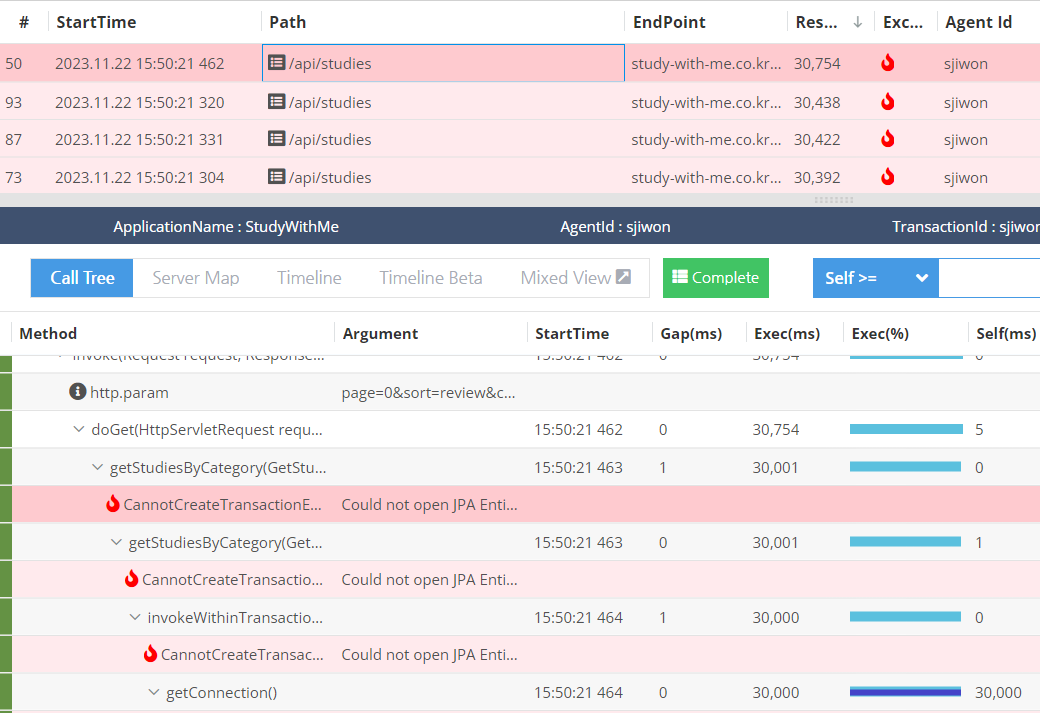 # StartTime Path EndPoint Res... ↓ Exc... Agent Id
50 2023.11.22 15:50:21 462 /api/studies study-with-me.co.kr... 30,754 sjiwon
93 2023.11.22 15:50:21 320 /api/studies study-with-me.co.kr... 30,438 sjiwon
87 2023.11.22 15:50:21 331 /api/studies study-with-me.co.kr... 30,422 sjiwon
73 2023.11.22 15:50:21 304 /api/studies study-with-me.co.kr... 30,392 sjiwon
ApplicationName : StudyWithMe AgentId : sjiwon TransactionId : sjiwon
Call Tree Server Map Timeline Timeline Beta Mixed View Complete Self >=
Method Argument StartTime Gap(ms) Exec(ms) Exec(%) Self(ms)
invoke(Request request, Response... 15:50:21 462 0 30,754 0
http.param page=0&sort=review&c...
doGet(HttpServletRequest requ... 15:50:21 462 0 30,754 5
getStudiesByCategory(GetStu... 15:50:21 463 1 30,001 0
CannotCreateTransactionE... Could not open JPA Enti...
getStudiesByCategory(Get... 15:50:21 463 0 30,001 1
CannotCreateTransactio... Could not open JPA Enti...
invokeWithinTransactio... 15:50:21 464 1 30,000 0
CannotCreateTransac... Could not open JPA Enti...
getConnection() 15:50:21 464 0 30,000 30,000